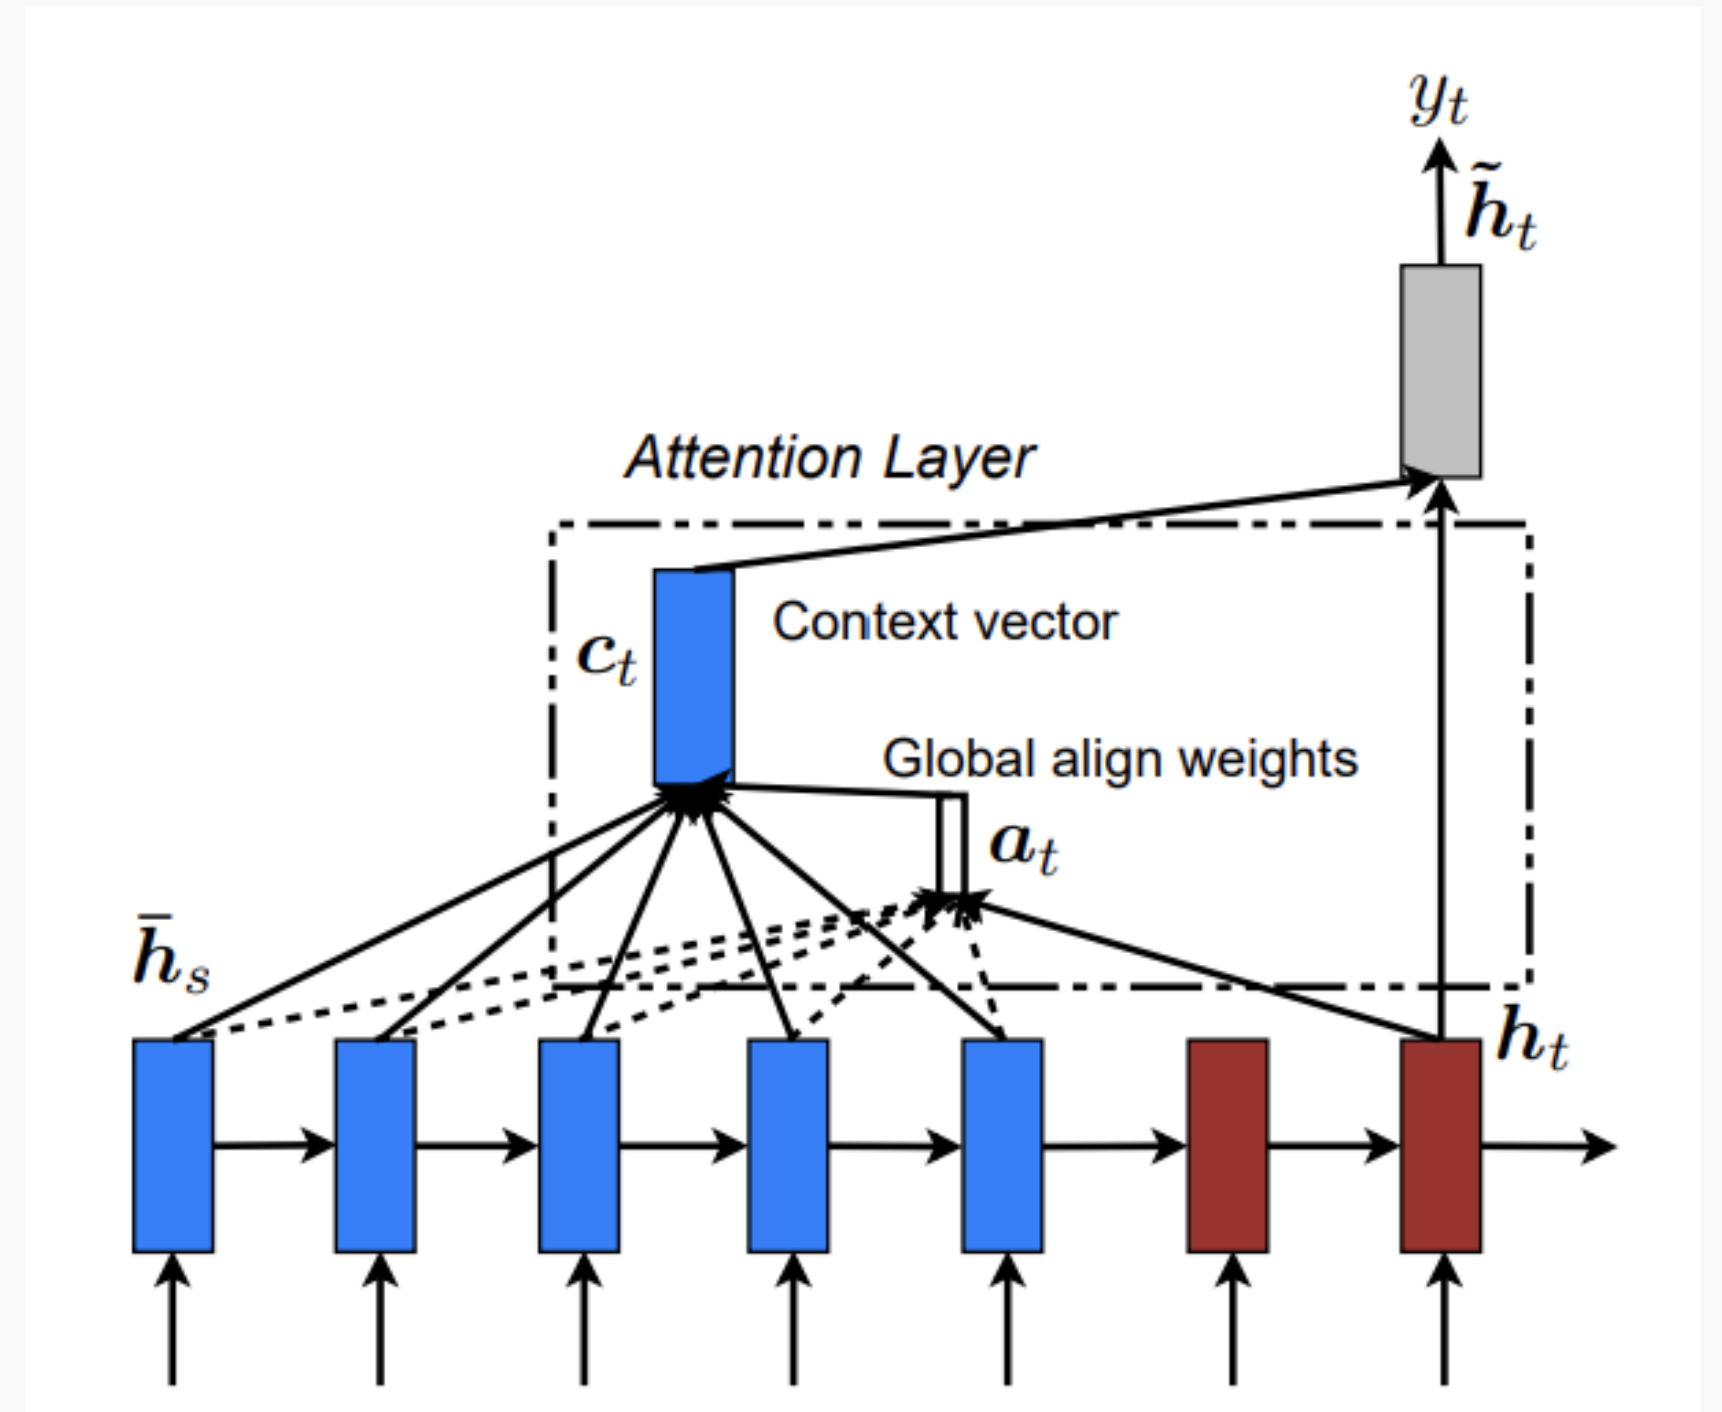 y_t
h̃_t
Attention Layer
Context vector
c_t
Global align weights
a_t
h̄_s
h_t